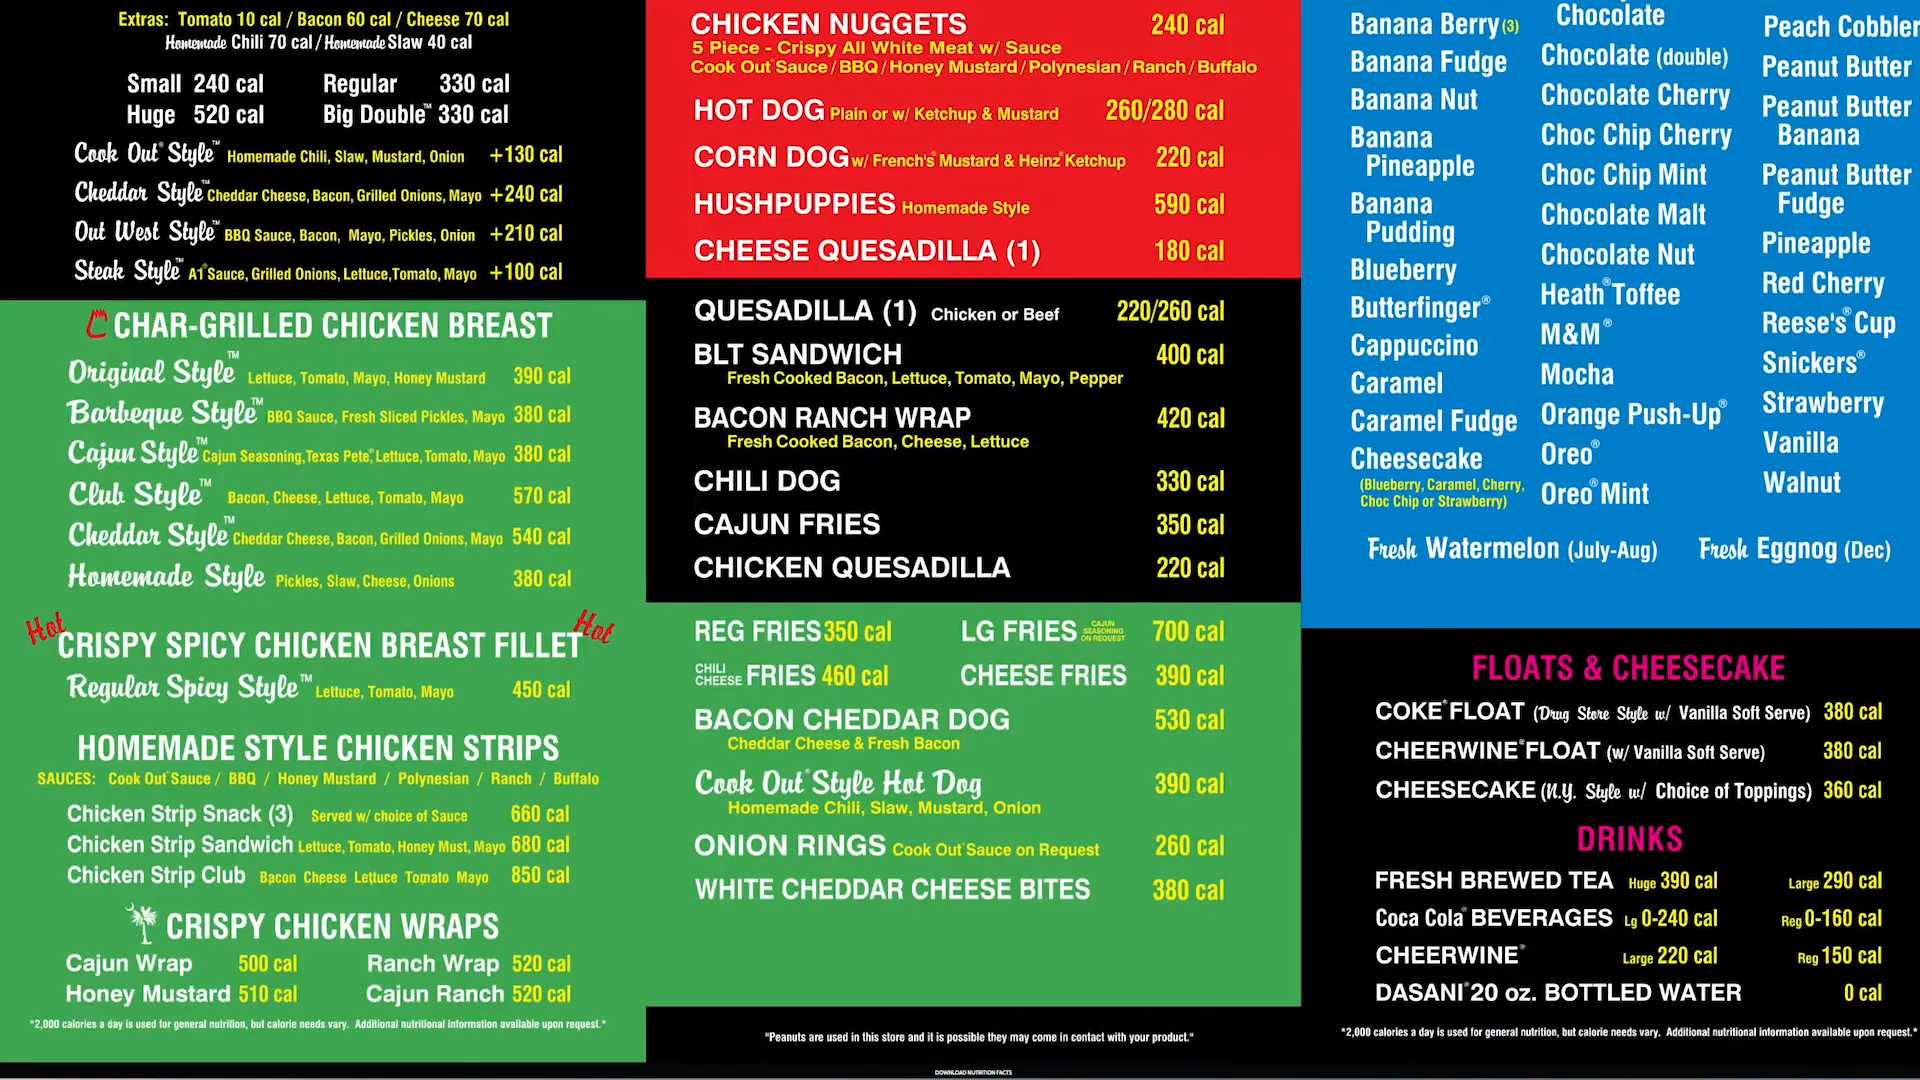 Extras: Tomato 10 cal / Bacon 60 cal / Cheese 70 cal
Homemade Chili 70 cal / Homemade Slaw 40 cal
Small 240 cal Regular 330 cal
Huge 520 cal Big Double™ 330 cal
Cook Out® Style™ Homemade Chili, Slaw, Mustard, Onion +130 cal
Cheddar Style™ Cheddar Cheese, Bacon, Grilled Onions, Mayo +240 cal
Out West Style™ BBQ Sauce, Bacon, Mayo, Pickles, Onion +210 cal
Steak Style™ A1® Sauce, Grilled Onions, Lettuce, Tomato, Mayo +100 cal
CHAR-GRILLED CHICKEN BREAST
Original Style™ Lettuce, Tomato, Mayo, Honey Mustard 390 cal
Barbeque Style™ BBQ Sauce, Fresh Sliced Pickles, Mayo 380 cal
Cajun Style™ Cajun Seasoning, Texas Pete®, Lettuce, Tomato, Mayo 380 cal
Club Style™ Bacon, Cheese, Lettuce, Tomato, Mayo 570 cal
Cheddar Style™ Cheddar Cheese, Bacon, Grilled Onions, Mayo 540 cal
Homemade Style Pickles, Slaw, Cheese, Onions 380 cal
Hot CRISPY SPICY CHICKEN BREAST FILLET Hot
Regular Spicy Style™ Lettuce, Tomato, Mayo 450 cal
HOMEMADE STYLE CHICKEN STRIPS
SAUCES: Cook Out® Sauce / BBQ / Honey Mustard / Polynesian / Ranch / Buffalo
Chicken Strip Snack (3) Served w/ choice of Sauce 660 cal
Chicken Strip Sandwich Lettuce, Tomato, Honey Must, Mayo 680 cal
Chicken Strip Club Bacon Cheese Lettuce Tomato Mayo 850 cal
CRISPY CHICKEN WRAPS
Cajun Wrap 500 cal Ranch Wrap 520 cal
Honey Mustard 510 cal Cajun Ranch 520 cal
*2,000 calories a day is used for general nutrition, but calorie needs vary. Additional nutritional information available upon request.*
CHICKEN NUGGETS 240 cal
5 Piece - Crispy All White Meat w/ Sauce
Cook Out® Sauce / BBQ / Honey Mustard / Polynesian / Ranch / Buffalo
HOT DOG Plain or w/ Ketchup & Mustard 260/280 cal
CORN DOG w/ French's® Mustard & Heinz® Ketchup 220 cal
HUSHPUPPIES Homemade Style 590 cal
CHEESE QUESADILLA (1) 180 cal
QUESADILLA (1) Chicken or Beef 220/260 cal
BLT SANDWICH 400 cal
Fresh Cooked Bacon, Lettuce, Tomato, Mayo, Pepper
BACON RANCH WRAP 420 cal
Fresh Cooked Bacon, Cheese, Lettuce
CHILI DOG 330 cal
CAJUN FRIES 350 cal
CHICKEN QUESADILLA 220 cal
REG FRIES 350 cal LG FRIES CAJUN SEASONING ON REQUEST 700 cal
CHILI CHEESE FRIES 460 cal CHEESE FRIES 390 cal
BACON CHEDDAR DOG 530 cal
Cheddar Cheese & Fresh Bacon
Cook Out® Style Hot Dog 390 cal
Homemade Chili, Slaw, Mustard, Onion
ONION RINGS Cook Out® Sauce on Request 260 cal
WHITE CHEDDAR CHEESE BITES 380 cal
"Peanuts are used in this store and it is possible they may come in contact with your product."
DOWNLOAD NUTRITION FACTS
Banana Berry (3)
Banana Fudge
Banana Nut
Banana
Pineapple
Banana
Pudding
Blueberry
Butterfinger®
Cappuccino
Caramel
Caramel Fudge
Cheesecake
(Blueberry, Caramel, Cherry,
Choc Chip or Strawberry)
Chocolate
Chocolate (double)
Chocolate Cherry
Choc Chip Cherry
Choc Chip Mint
Chocolate Malt
Chocolate Nut
Heath® Toffee
M&M®
Mocha
Orange Push-Up®
Oreo®
Oreo® Mint
Peach Cobbler
Peanut Butter
Peanut Butter
Banana
Peanut Butter
Fudge
Pineapple
Red Cherry
Reese's® Cup
Snickers®
Strawberry
Vanilla
Walnut
Fresh Watermelon (July-Aug) Fresh Eggnog (Dec)
FLOATS & CHEESECAKE
COKE® FLOAT (Drug Store Style w/ Vanilla Soft Serve) 380 cal
CHEERWINE® FLOAT (w/ Vanilla Soft Serve) 380 cal
CHEESECAKE (N.Y. Style w/ Choice of Toppings) 360 cal
DRINKS
FRESH BREWED TEA Huge 390 cal Large 290 cal
Coca Cola® BEVERAGES Lg 0-240 cal Reg 0-160 cal
CHEERWINE® Large 220 cal Reg 150 cal
DASANI® 20 oz. BOTTLED WATER 0 cal
*2,000 calories a day is used for general nutrition, but calorie needs vary. Additional nutritional information available upon request.*